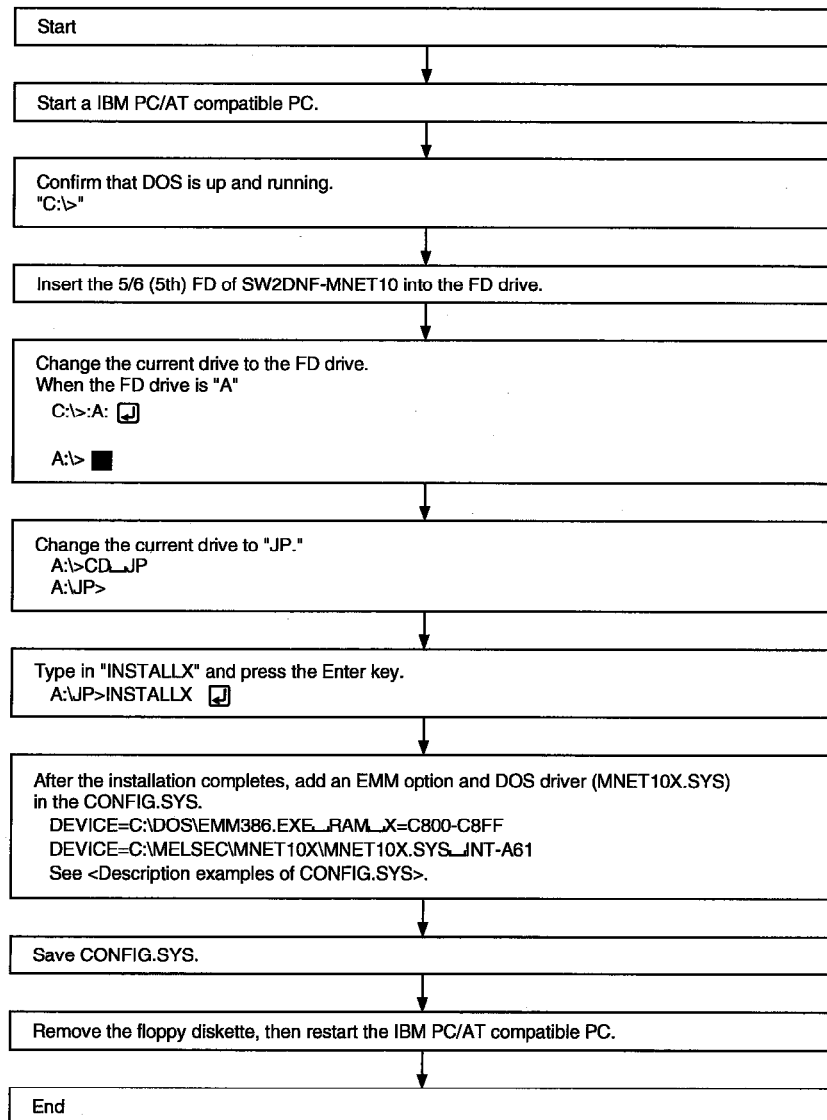 Start
Start a IBM PC/AT compatible PC.
Confirm that DOS is up and running.
"C:\>"
Insert the 5/6 (5th) FD of SW2DNF-MNET10 into the FD drive.
Change the current drive to the FD drive.
When the FD drive is "A"
C:\>:A: ↵
A:\> ■
Change the current drive to "JP."
A:\>CD␣JP
A:\JP>
Type in "INSTALLX" and press the Enter key.
A:\JP>INSTALLX ↵
After the installation completes, add an EMM option and DOS driver (MNET10X.SYS)
in the CONFIG.SYS.
DEVICE=C:\DOS\EMM386.EXE␣RAM␣X=C800-C8FF
DEVICE=C:\MELSEC\MNET10X\MNET10X.SYS␣INT-A61
See <Description examples of CONFIG.SYS>.
Save CONFIG.SYS.
Remove the floppy diskette, then restart the IBM PC/AT compatible PC.
End